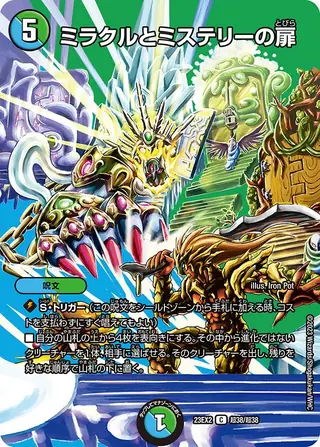 5
ミラクルとミステリーの扉
とびら
呪文
illus. Iron Pot
S・トリガー（この呪文をシールドゾーンから手札に加える時、コス
トを支払わずにすぐ唱えてもよい）
■自分の山札の上から4枚を表向きにする。その中から進化ではない
クリーチャーを1体、相手に選ばせる。そのクリーチャーを出し、残りを
好きな順序で山札の下に置く。
23EX2 C 超38/超38
1